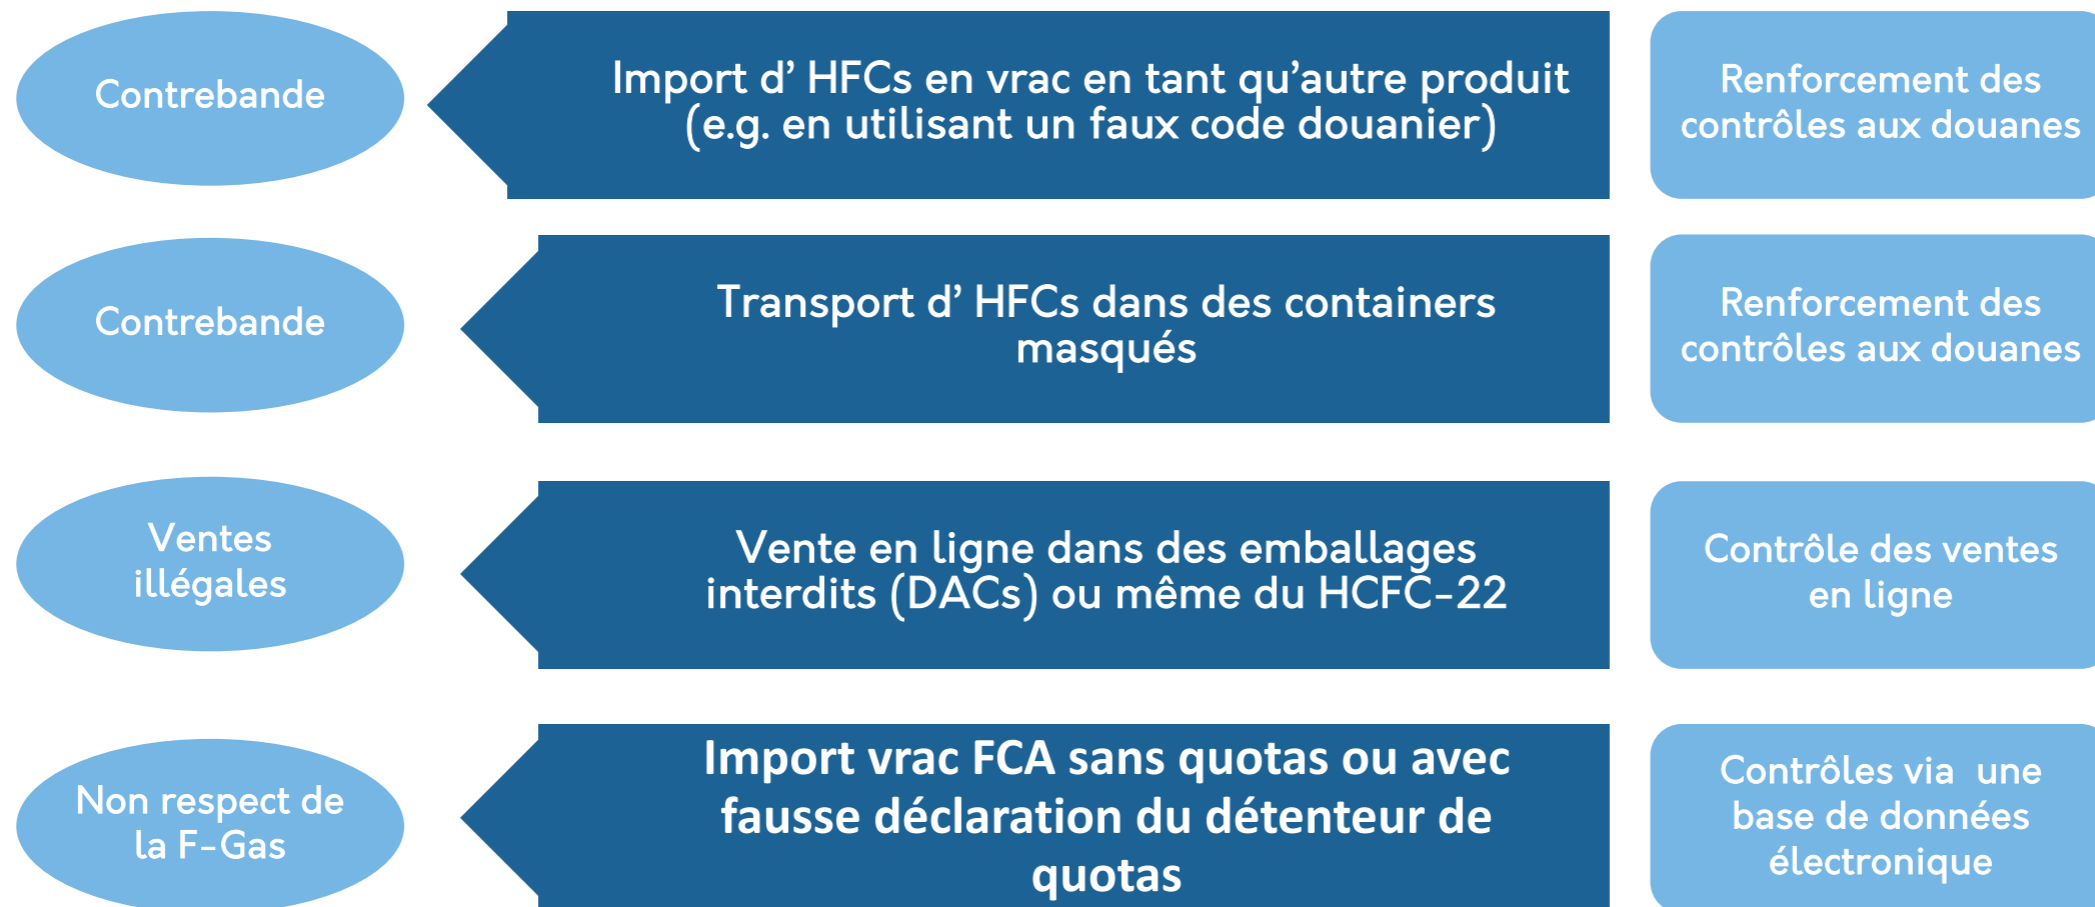 Contrebande
Import d’ HFCs en vrac en tant qu’autre produit
(e.g. en utilisant un faux code douanier)
Renforcement des
contrôles aux douanes
Contrebande
Transport d’ HFCs dans des containers
masqués
Renforcement des
contrôles aux douanes
Ventes
illégales
Vente en ligne dans des emballages
interdits (DACs) ou même du HCFC-22
Contrôle des ventes
en ligne
Non respect de
la F-Gas
Import vrac FCA sans quotas ou avec
fausse déclaration du détenteur de
quotas
Contrôles via une
base de données
électronique